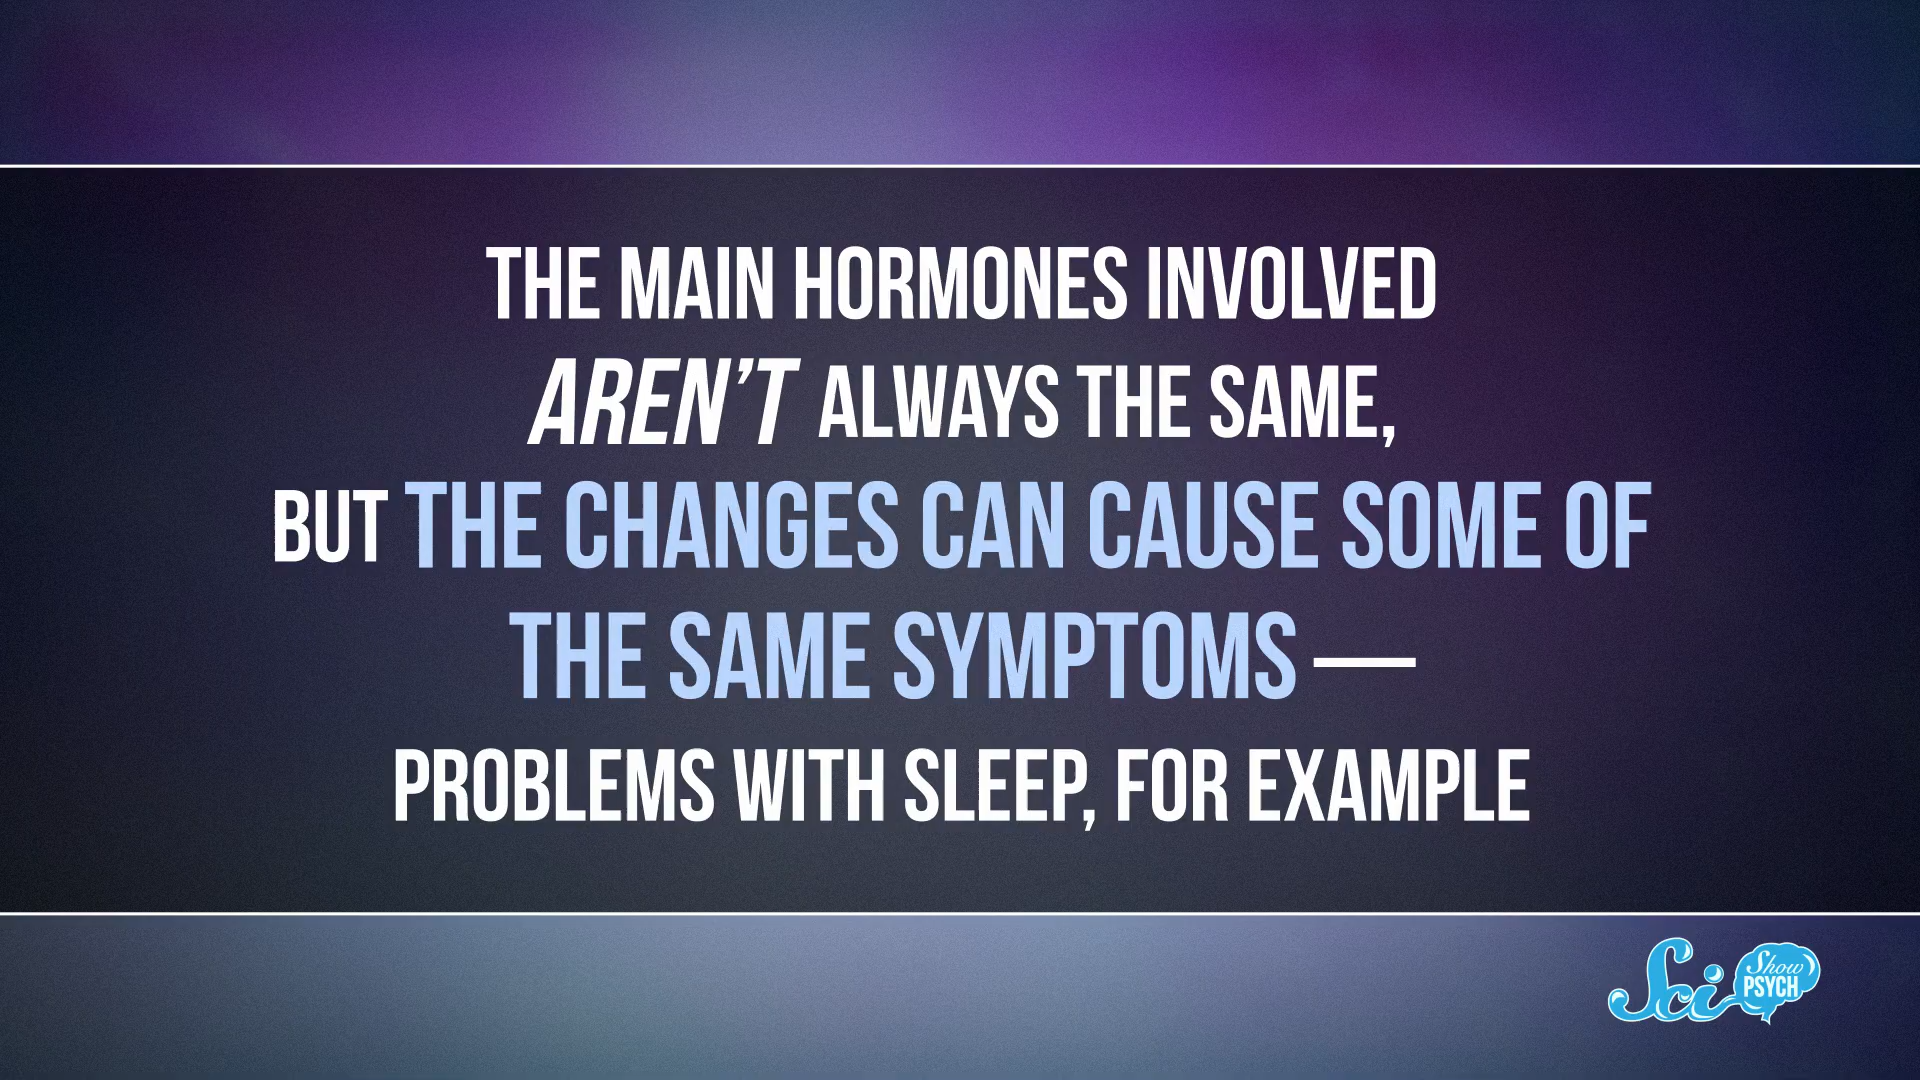 THE MAIN HORMONES INVOLVED
AREN'T ALWAYS THE SAME,
BUT THE CHANGES CAN CAUSE SOME OF
THE SAME SYMPTOMS —
PROBLEMS WITH SLEEP, FOR EXAMPLE
Sci Show
PSYCH